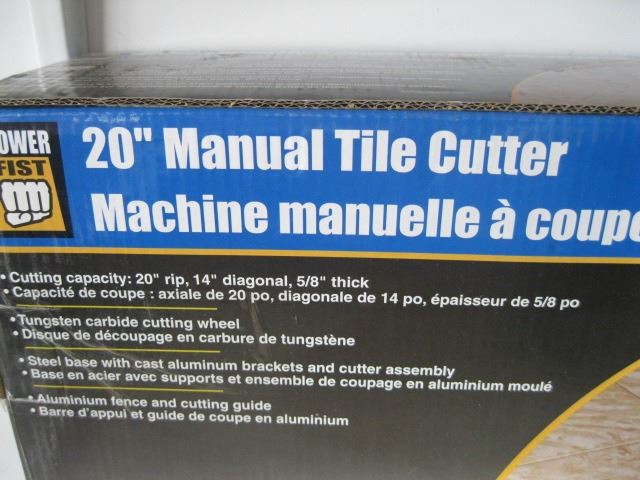 OWER
FIST
20" Manual Tile Cutter
Machine manuelle à coupe
• Cutting capacity: 20" rip, 14" diagonal, 5/8" thick
• Capacité de coupe : axiale de 20 po, diagonale de 14 po, épaisseur de 5/8 po
• Tungsten carbide cutting wheel
• Disque de découpage en carbure de tungstène
• Steel base with cast aluminum brackets and cutter assembly
• Base en acier avec supports et ensemble de coupage en aluminium moulé
• Aluminium fence and cutting guide
• Barre d'appui et guide de coupe en aluminium